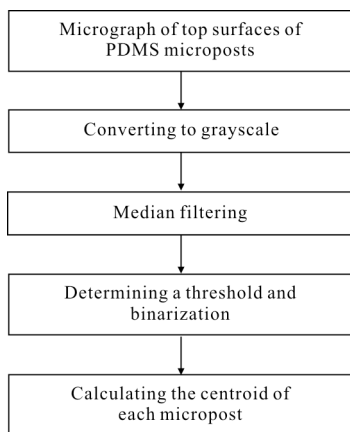 Micrograph of top surfaces of
PDMS microposts
Converting to grayscale
Median filtering
Determining a threshold and
binarization
Calculating the centroid of
each micropost